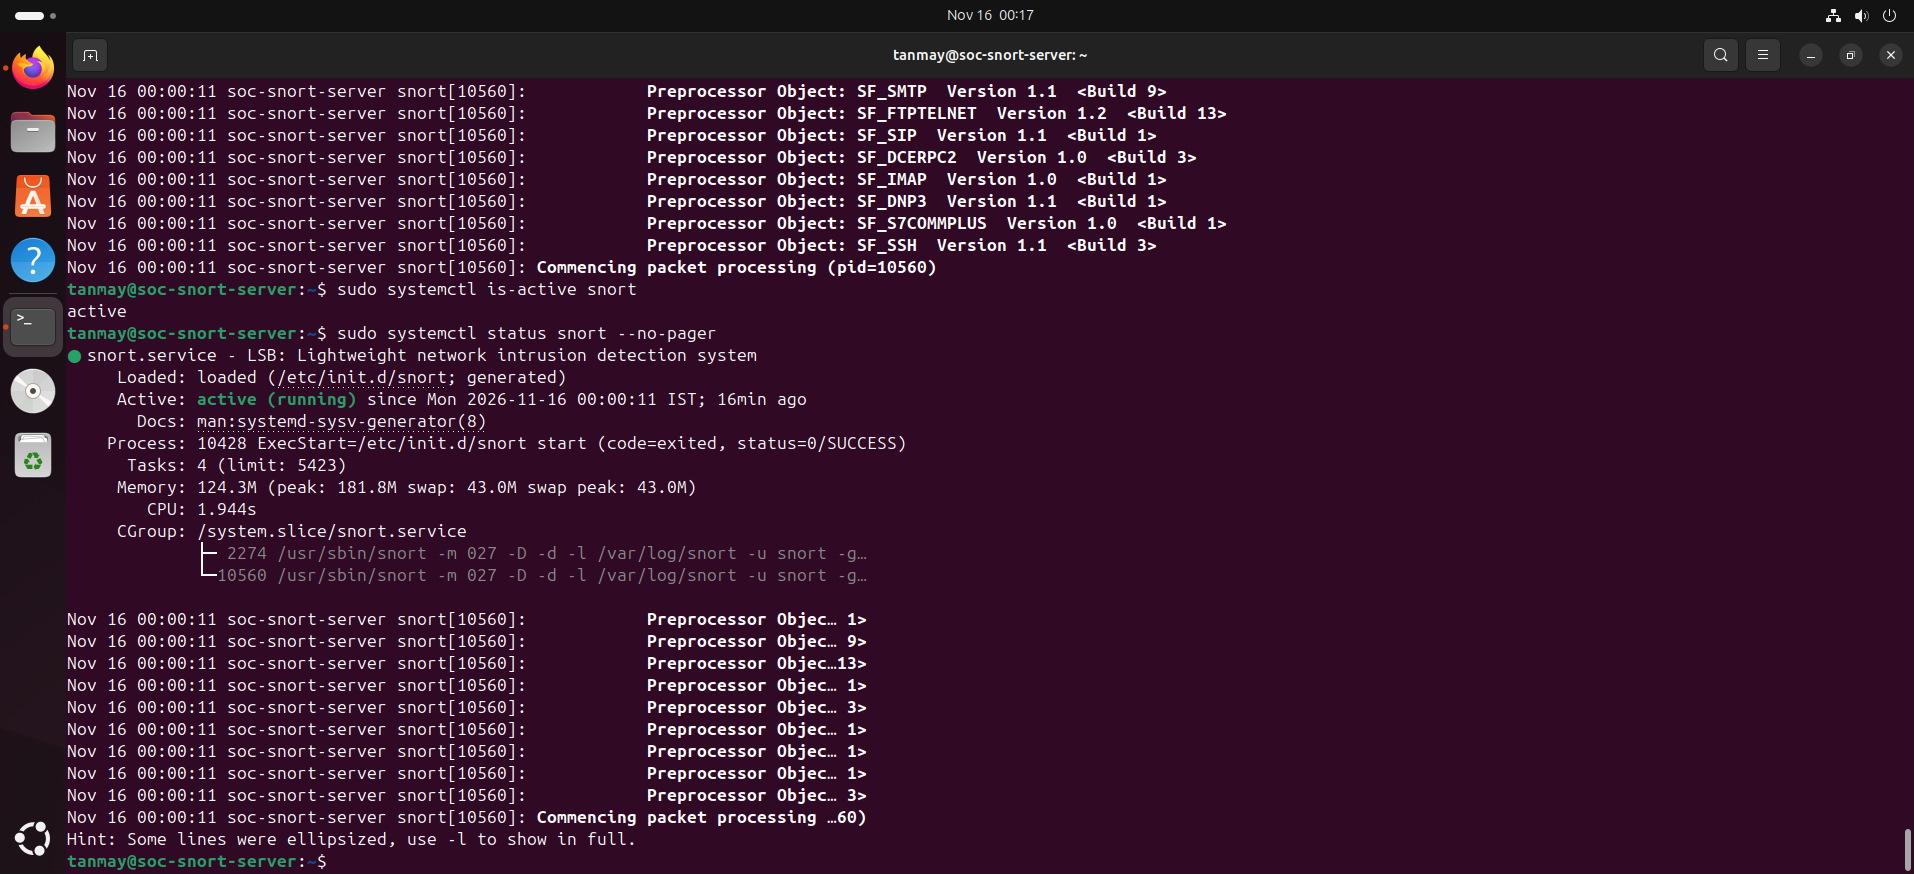 Nov 16 00:17
tanmay@soc-snort-server: ~
Nov 16 00:00:11 soc-snort-server snort[10560]: Preprocessor Object: SF_SMTP Version 1.1 <Build 9>
Nov 16 00:00:11 soc-snort-server snort[10560]: Preprocessor Object: SF_FTPTELNET Version 1.2 <Build 13>
Nov 16 00:00:11 soc-snort-server snort[10560]: Preprocessor Object: SF_SIP Version 1.1 <Build 1>
Nov 16 00:00:11 soc-snort-server snort[10560]: Preprocessor Object: SF_DCERPC2 Version 1.0 <Build 3>
Nov 16 00:00:11 soc-snort-server snort[10560]: Preprocessor Object: SF_IMAP Version 1.0 <Build 1>
Nov 16 00:00:11 soc-snort-server snort[10560]: Preprocessor Object: SF_DNP3 Version 1.1 <Build 1>
Nov 16 00:00:11 soc-snort-server snort[10560]: Preprocessor Object: SF_S7COMMPLUS Version 1.0 <Build 1>
Nov 16 00:00:11 soc-snort-server snort[10560]: Preprocessor Object: SF_SSH Version 1.1 <Build 3>
Nov 16 00:00:11 soc-snort-server snort[10560]: Commencing packet processing (pid=10560)
tanmay@soc-snort-server:~$ sudo systemctl is-active snort
active
tanmay@soc-snort-server:~$ sudo systemctl status snort --no-pager
● snort.service - LSB: Lightweight network intrusion detection system
Loaded: loaded (/etc/init.d/snort; generated)
Active: active (running) since Mon 2026-11-16 00:00:11 IST; 16min ago
Docs: man:systemd-sysv-generator(8)
Process: 10428 ExecStart=/etc/init.d/snort start (code=exited, status=0/SUCCESS)
Tasks: 4 (limit: 5423)
Memory: 124.3M (peak: 181.8M swap: 43.0M swap peak: 43.0M)
CPU: 1.944s
CGroup: /system.slice/snort.service
├─ 2274 /usr/sbin/snort -m 027 -D -d -l /var/log/snort -u snort -g…
└─10560 /usr/sbin/snort -m 027 -D -d -l /var/log/snort -u snort -g…
Nov 16 00:00:11 soc-snort-server snort[10560]: Preprocessor Objec… 1>
Nov 16 00:00:11 soc-snort-server snort[10560]: Preprocessor Objec… 9>
Nov 16 00:00:11 soc-snort-server snort[10560]: Preprocessor Objec…13>
Nov 16 00:00:11 soc-snort-server snort[10560]: Preprocessor Objec… 1>
Nov 16 00:00:11 soc-snort-server snort[10560]: Preprocessor Objec… 3>
Nov 16 00:00:11 soc-snort-server snort[10560]: Preprocessor Objec… 1>
Nov 16 00:00:11 soc-snort-server snort[10560]: Preprocessor Objec… 1>
Nov 16 00:00:11 soc-snort-server snort[10560]: Preprocessor Objec… 1>
Nov 16 00:00:11 soc-snort-server snort[10560]: Preprocessor Objec… 3>
Nov 16 00:00:11 soc-snort-server snort[10560]: Commencing packet processing …60)
Hint: Some lines were ellipsized, use -l to show in full.
tanmay@soc-snort-server:~$